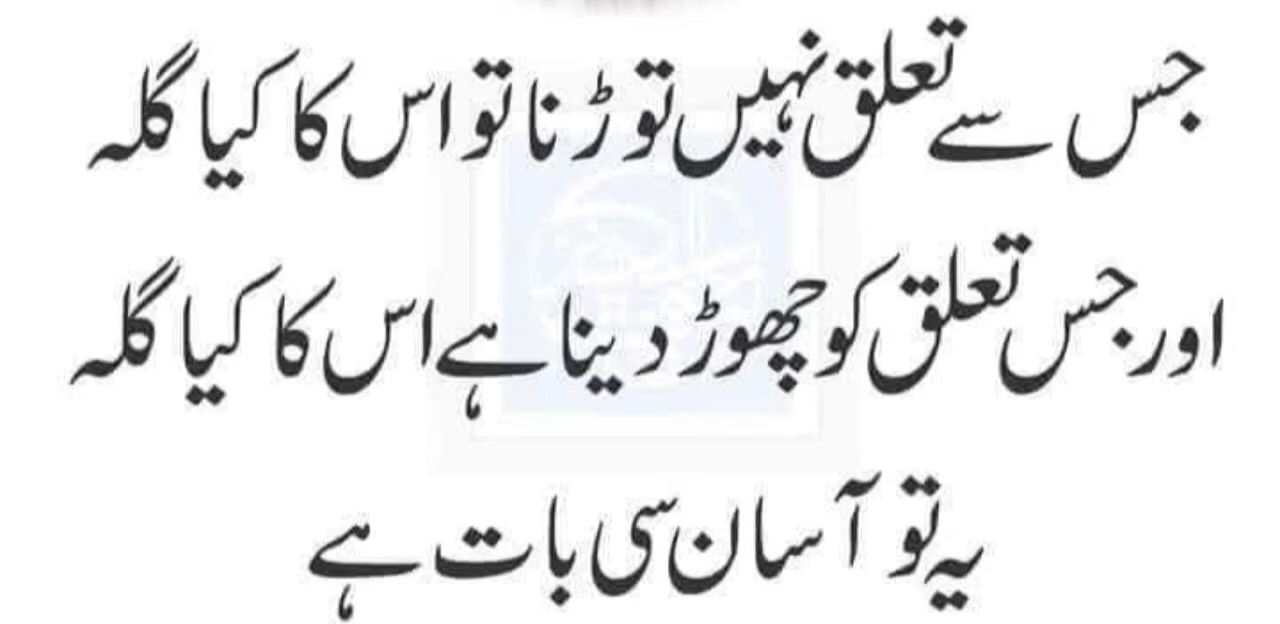 جس سے تعلق نہیں توڑنا تو اس کا کیا گلہ
اور جس تعلق کو چھوڑ دینا ہے اس کا کیا گلہ
یہ تو آسان سی بات ہے